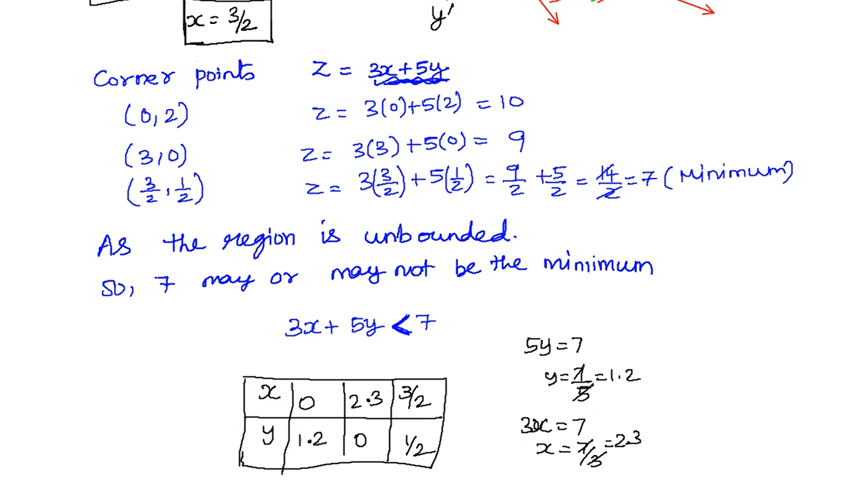 x = 3/2
y'
Corner points z = 3x+5y
(0,2) z = 3(0)+5(2) = 10
(3,0) z = 3(3)+5(0) = 9
(3/2, 1/2) z = 3(3/2)+5(1/2) = 9/2 + 5/2 = 14/2 = 7 (Minimum)
As the region is unbounded.
So, 7 may or may not be the minimum
3x + 5y < 7
5y = 7
y = 7/5 = 1.2
x 0 2.3 3/2
y 1.2 0 1/2
3x = 7
x = 7/3 = 2.3